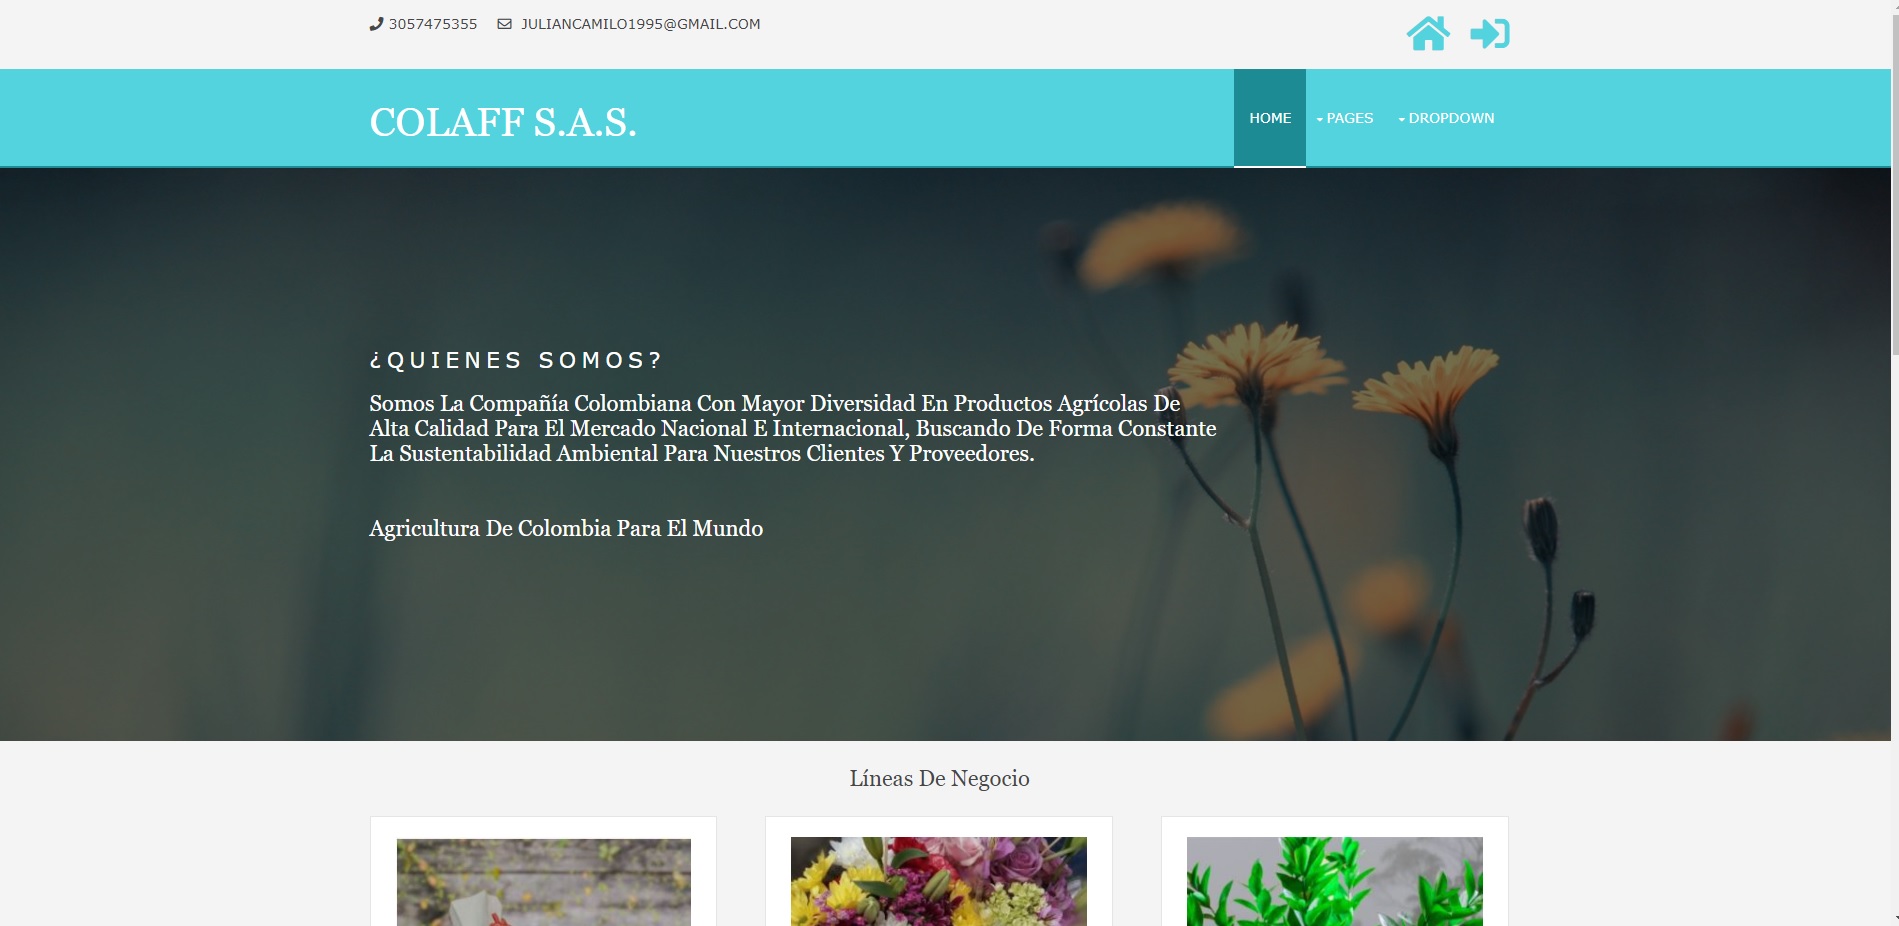 3057475355 JULIANCAMILO1995@GMAIL.COM
COLAFF S.A.S.
HOME PAGES DROPDOWN
¿QUIENES SOMOS?
Somos La Compañía Colombiana Con Mayor Diversidad En Productos Agrícolas De
Alta Calidad Para El Mercado Nacional E Internacional, Buscando De Forma Constante
La Sustentabilidad Ambiental Para Nuestros Clientes Y Proveedores.
Agricultura De Colombia Para El Mundo
Líneas De Negocio